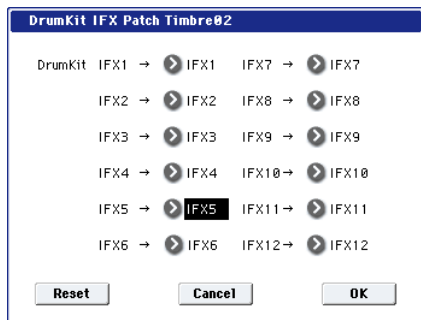 DrumKit IFX Patch Timbre02
DrumKit IFX1 → IFX1 IFX7 → IFX7
IFX2 → IFX2 IFX8 → IFX8
IFX3 → IFX3 IFX9 → IFX9
IFX4 → IFX4 IFX10→ IFX10
IFX5 → IFX5 IFX11→ IFX11
IFX6 → IFX6 IFX12→ IFX12
Reset Cancel OK